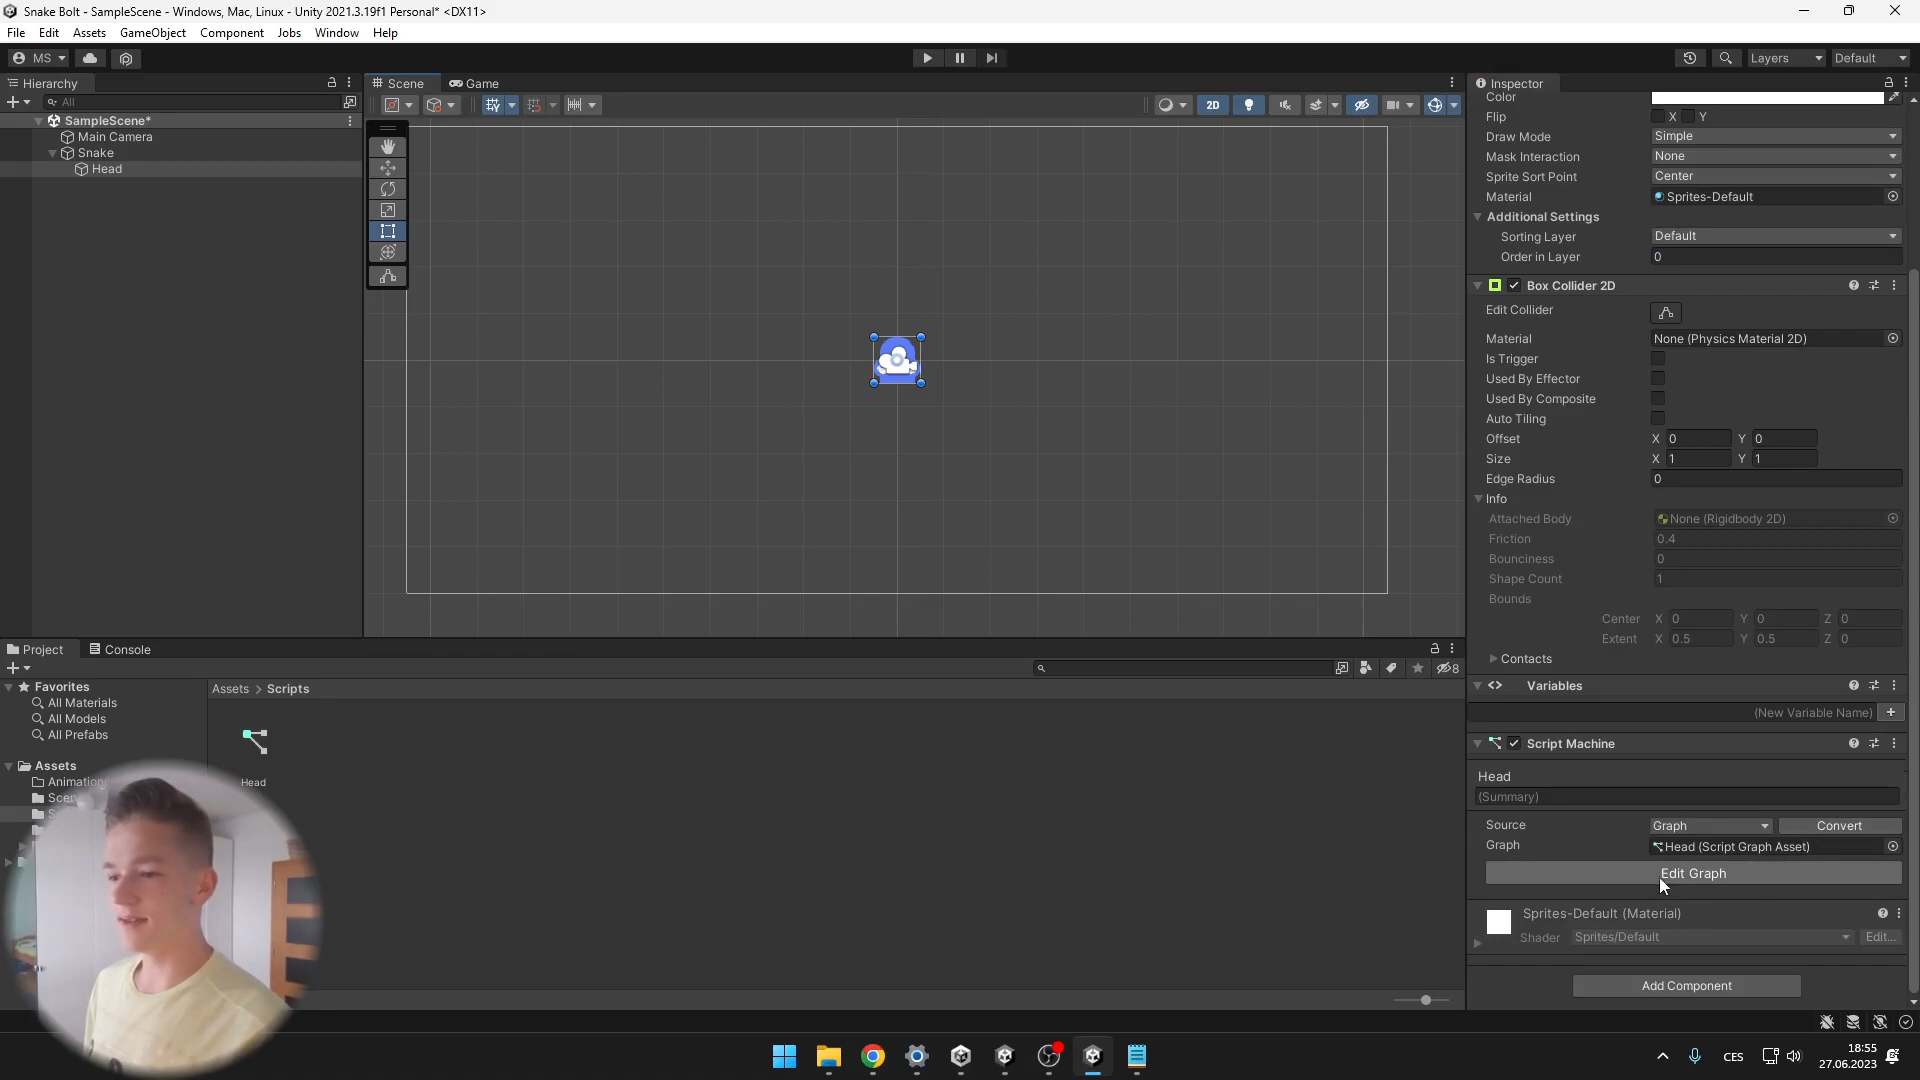 Snake Bolt - SampleScene - Windows, Mac, Linux - Unity 2021.3.19f1 Personal* <DX11>
File Edit Assets GameObject Component Jobs Window Help
MS
Layers Default
Hierarchy
All
SampleScene*
Main Camera
Snake
Head
Scene Game
2D
Inspector
Color
Flip X Y
Draw Mode Simple
Mask Interaction None
Sprite Sort Point Center
Material Sprites-Default
Additional Settings
Sorting Layer Default
Order in Layer 0
Box Collider 2D
Edit Collider
Material None (Physics Material 2D)
Is Trigger
Used By Effector
Used By Composite
Auto Tiling
Offset X 0 Y 0
Size X 1 Y 1
Edge Radius 0
Info
Attached Body None (Rigidbody 2D)
Friction 0.4
Bounciness 0
Shape Count 1
Bounds
Center X 0 Y 0 Z 0
Extent X 0.5 Y 0.5 Z 0
Contacts
Variables
(New Variable Name)
Script Machine
Head
(Summary)
Source Graph Convert
Graph Head (Script Graph Asset)
Edit Graph
Sprites-Default (Material)
Shader Sprites/Default Edit...
Add Component
Project Console
8
Favorites
All Materials
All Models
All Prefabs
Assets
Assets > Scripts
Head
CES
18:55
27.06.2023